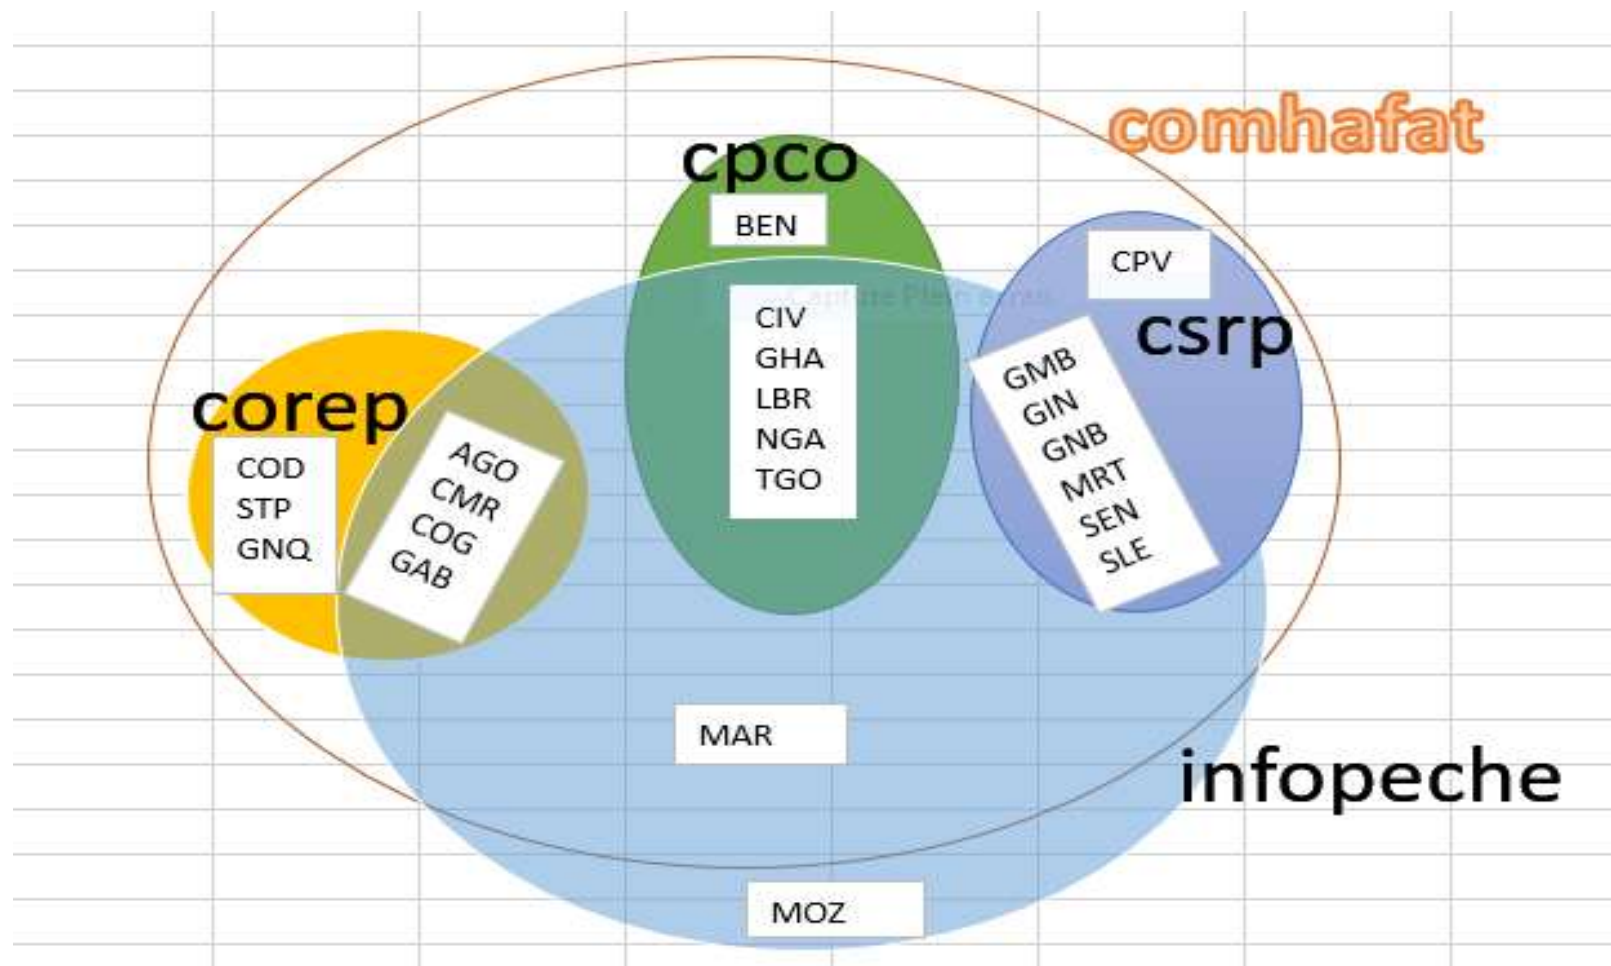 comhafat
cpco
BEN
CPV
csrp
CIV
GHA
LBR
NGA
TGO
GMB
GIN
GNB
MRT
SEN
SLE
corep
COD
STP
GNQ
AGO
CMR
COG
GAB
MAR
infopeche
MOZ